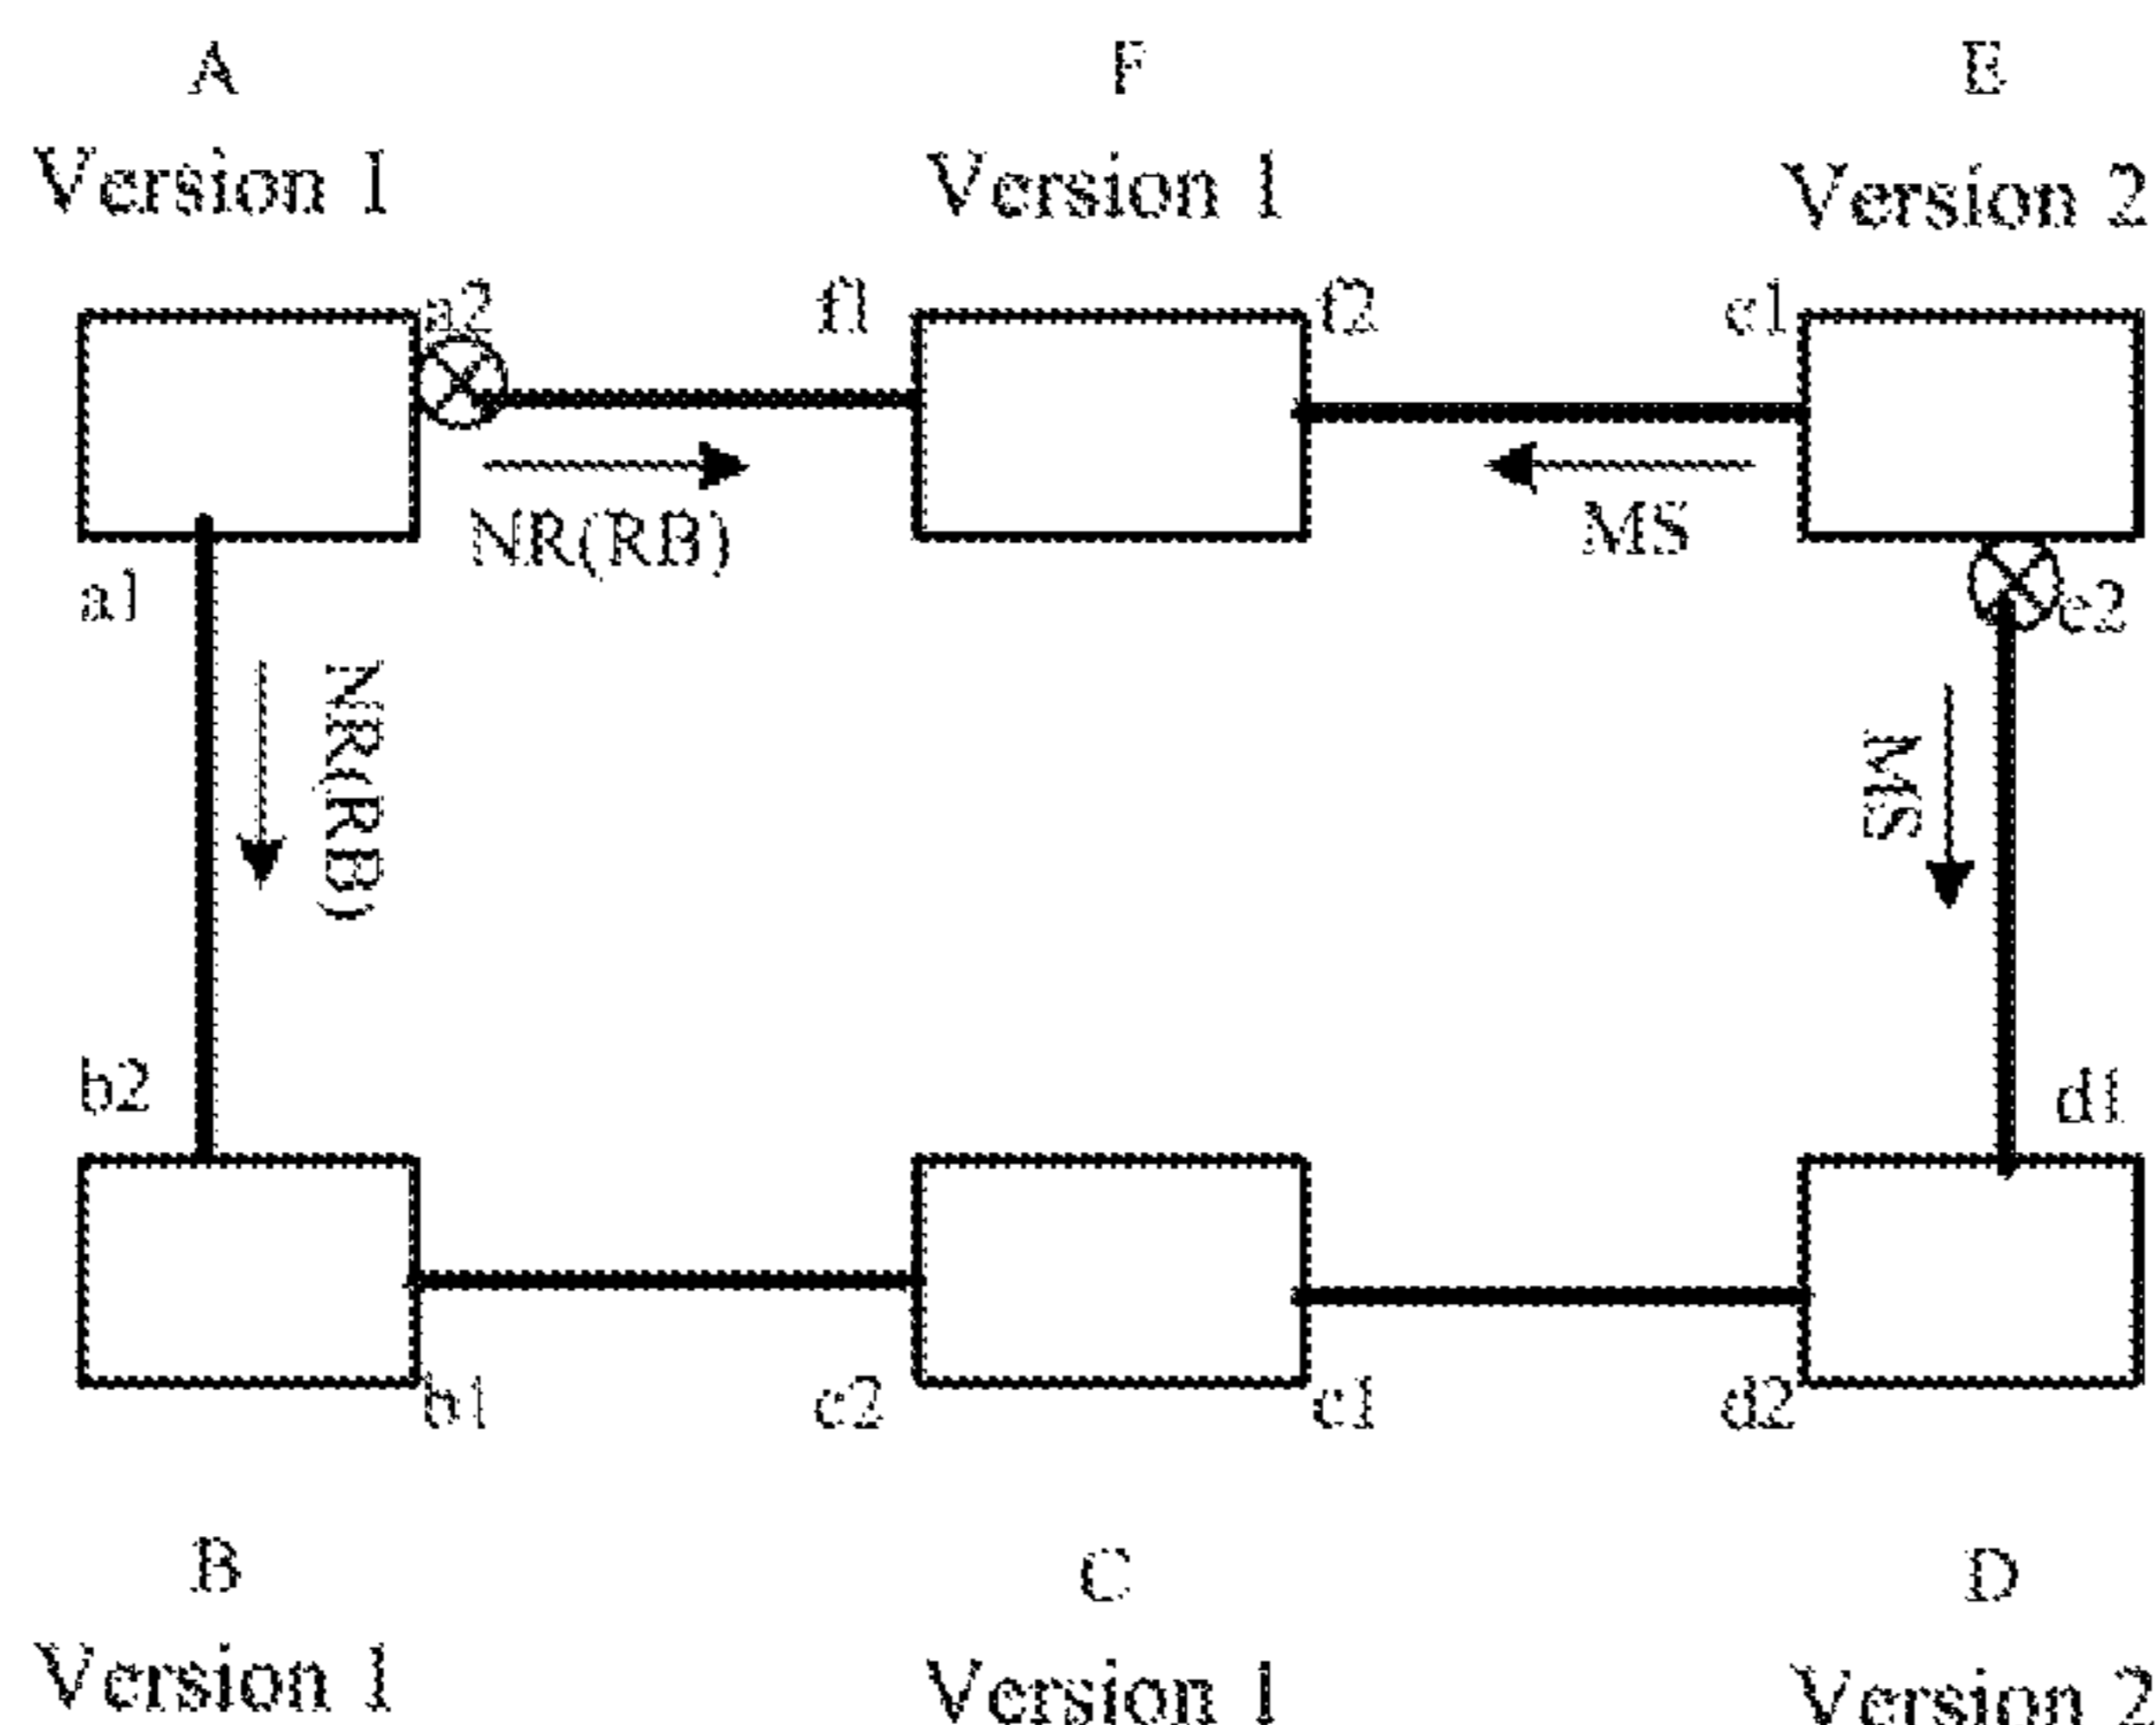 A
F
E
Version 1
Version 1
Version 2
a2
f1
f2
e1
NR(RB)
MS
a1
e2
NR(RB)
MS
b2
d1
b1
c2
c1
d2
B
C
D
Version 1
Version 1
Version 2